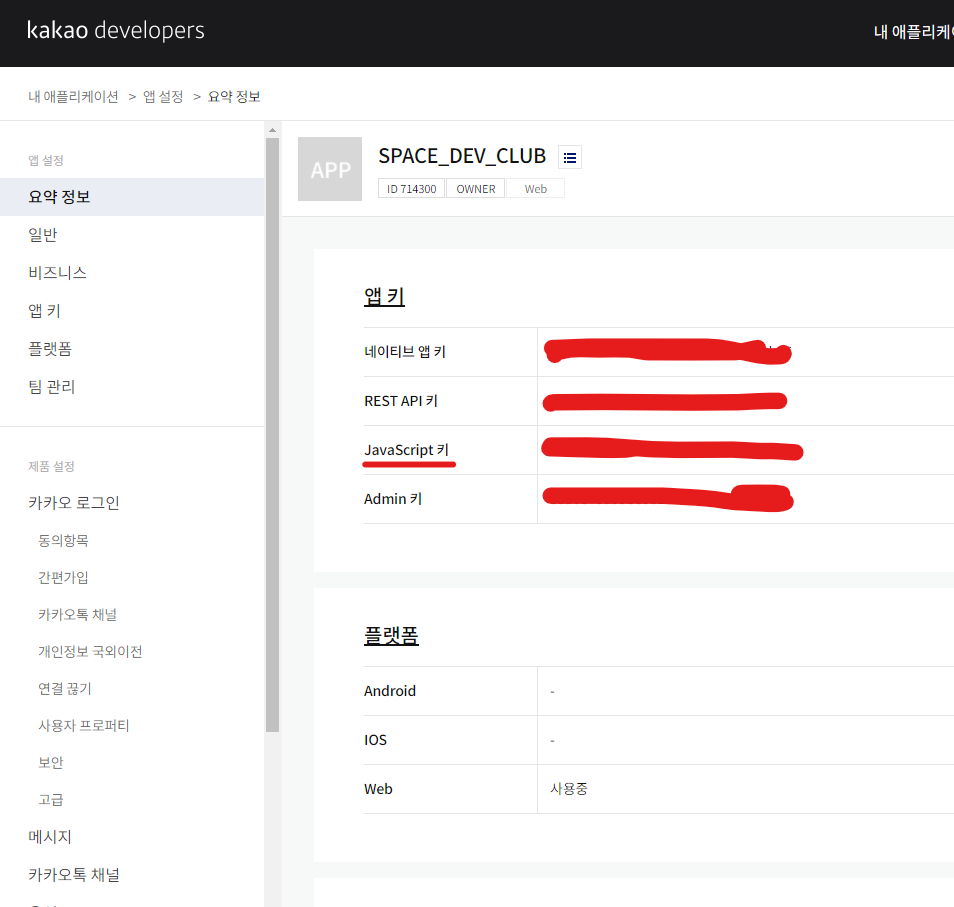 kakao developers
내 애플리케이
내 애플리케이션 > 앱 설정 > 요약 정보
앱 설정
요약 정보
일반
비즈니스
앱 키
플랫폼
팀 관리
제품 설정
카카오 로그인
동의항목
간편가입
카카오톡 채널
개인정보 국외이전
연결 끊기
사용자 프로퍼티
보안
고급
메시지
카카오톡 채널
APP
SPACE_DEV_CLUB
ID 714300 OWNER Web
앱 키
네이티브 앱 키
REST API 키
JavaScript 키
Admin 키
플랫폼
Android -
IOS -
Web 사용중